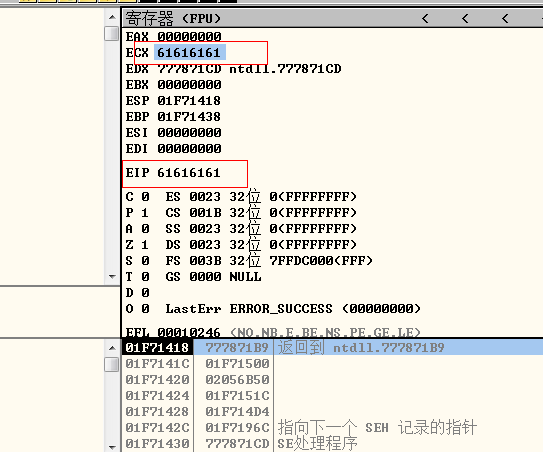 寄存器 (FPU) < < <
EAX 00000000
ECX 61616161
EDX 777871CD ntdll.777871CD
EBX 00000000
ESP 01F71418
EBP 01F71438
ESI 00000000
EDI 00000000
EIP 61616161
C 0 ES 0023 32位 0(FFFFFFFF)
P 1 CS 001B 32位 0(FFFFFFFF)
A 0 SS 0023 32位 0(FFFFFFFF)
Z 1 DS 0023 32位 0(FFFFFFFF)
S 0 FS 003B 32位 7FFDC000(FFF)
T 0 GS 0000 NULL
D 0
O 0 LastErr ERROR_SUCCESS (00000000)
EFL 00010246 (NO,NB,E,BE,NS,PE,GE,LE)
01F71418 777871B9 返回到 ntdll.777871B9
01F7141C 01F71500
01F71420 02056B50
01F71424 01F7151C
01F71428 01F714D4
01F7142C 01F7196C 指向下一个 SEH 记录的指针
01F71430 777871CD SE处理程序